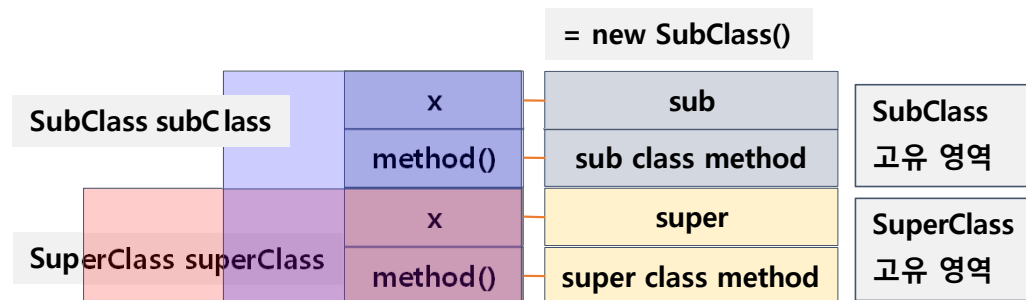 = new SubClass()
SubClass subClass
x
sub
method()
sub class method
SubClass
고유 영역
SuperClass superClass
x
super
method()
super class method
SuperClass
고유 영역